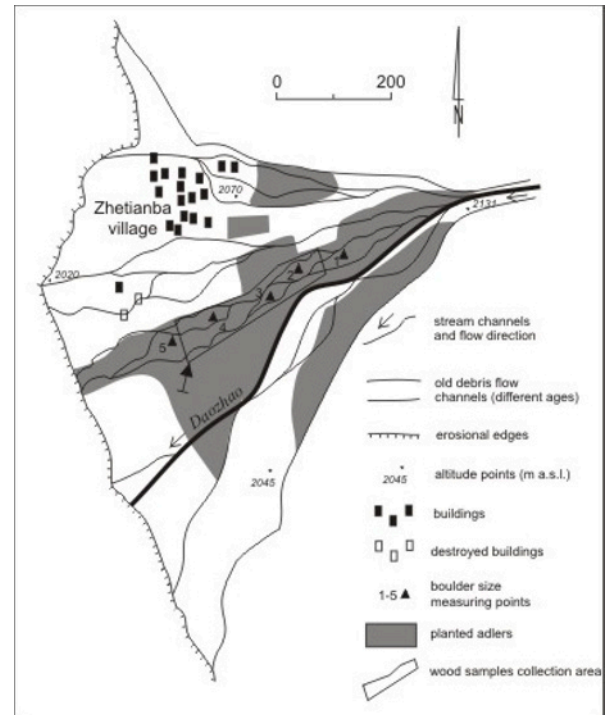 0 200
N
2070
Zhetianba
village
2131
2020
1
2
3
4
5
Daozhao
2045
stream channels
and flow direction
old debris flow
channels (different ages)
erosional edges
2045 altitude points (m a.s.l.)
buildings
destroyed buildings
1-5 boulder size
measuring points
planted adlers
wood samples collection area